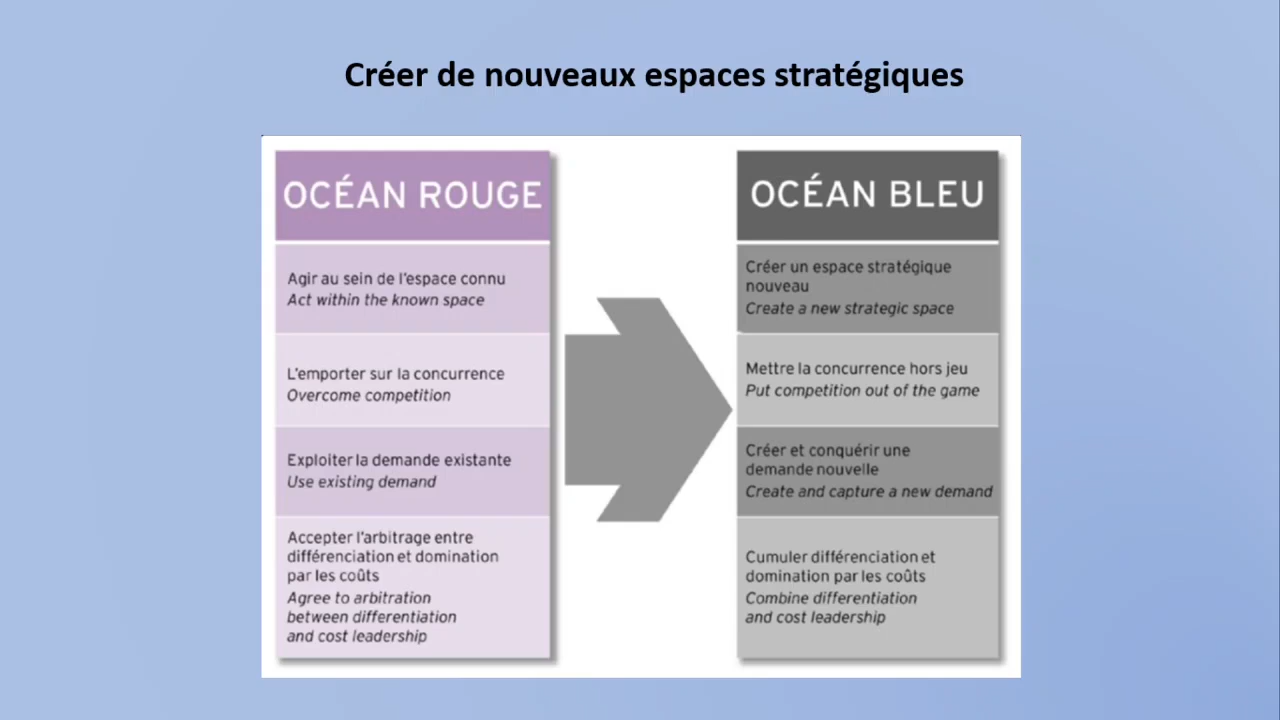 Créer de nouveaux espaces stratégiques
OCÉAN ROUGE
Agir au sein de l'espace connu
Act within the known space
L'emporter sur la concurrence
Overcome competition
Exploiter la demande existante
Use existing demand
Accepter l'arbitrage entre
différenciation et domination
par les coûts
Agree to arbitration
between differentiation
and cost leadership
OCÉAN BLEU
Créer un espace stratégique
nouveau
Create a new strategic space
Mettre la concurrence hors jeu
Put competition out of the game
Créer et conquérir une
demande nouvelle
Create and capture a new demand
Cumuler différenciation et
domination par les coûts
Combine differentiation
and cost leadership